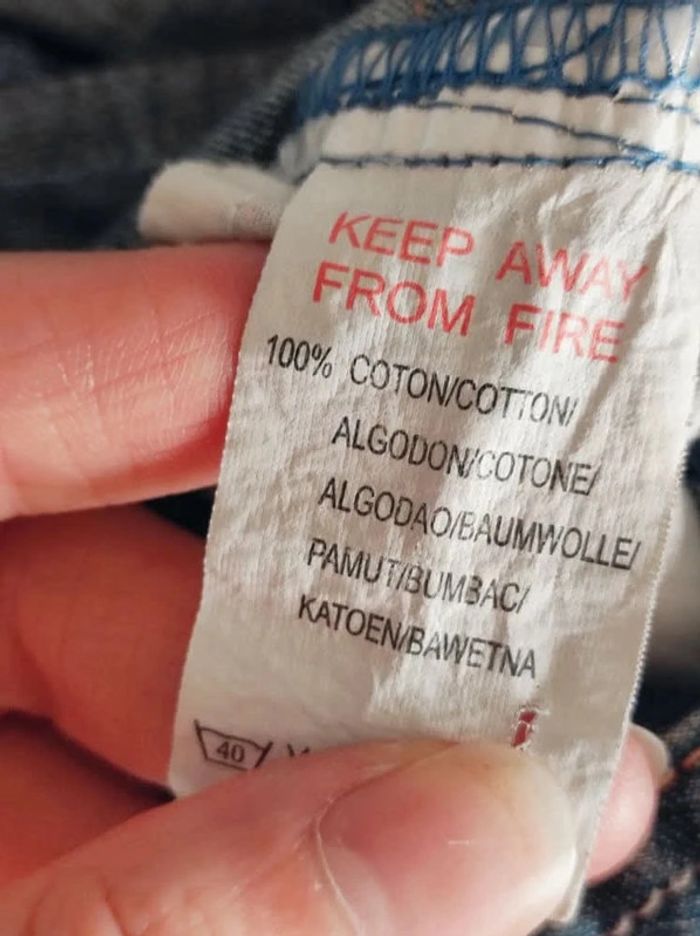 KEEP AWAY
FROM FIRE
100% COTON/COTTON/
ALGODON/COTONE/
ALGODAO/BAUMWOLLE/
PAMUT/BUMBAC/
KATOEN/BAWETNA
40